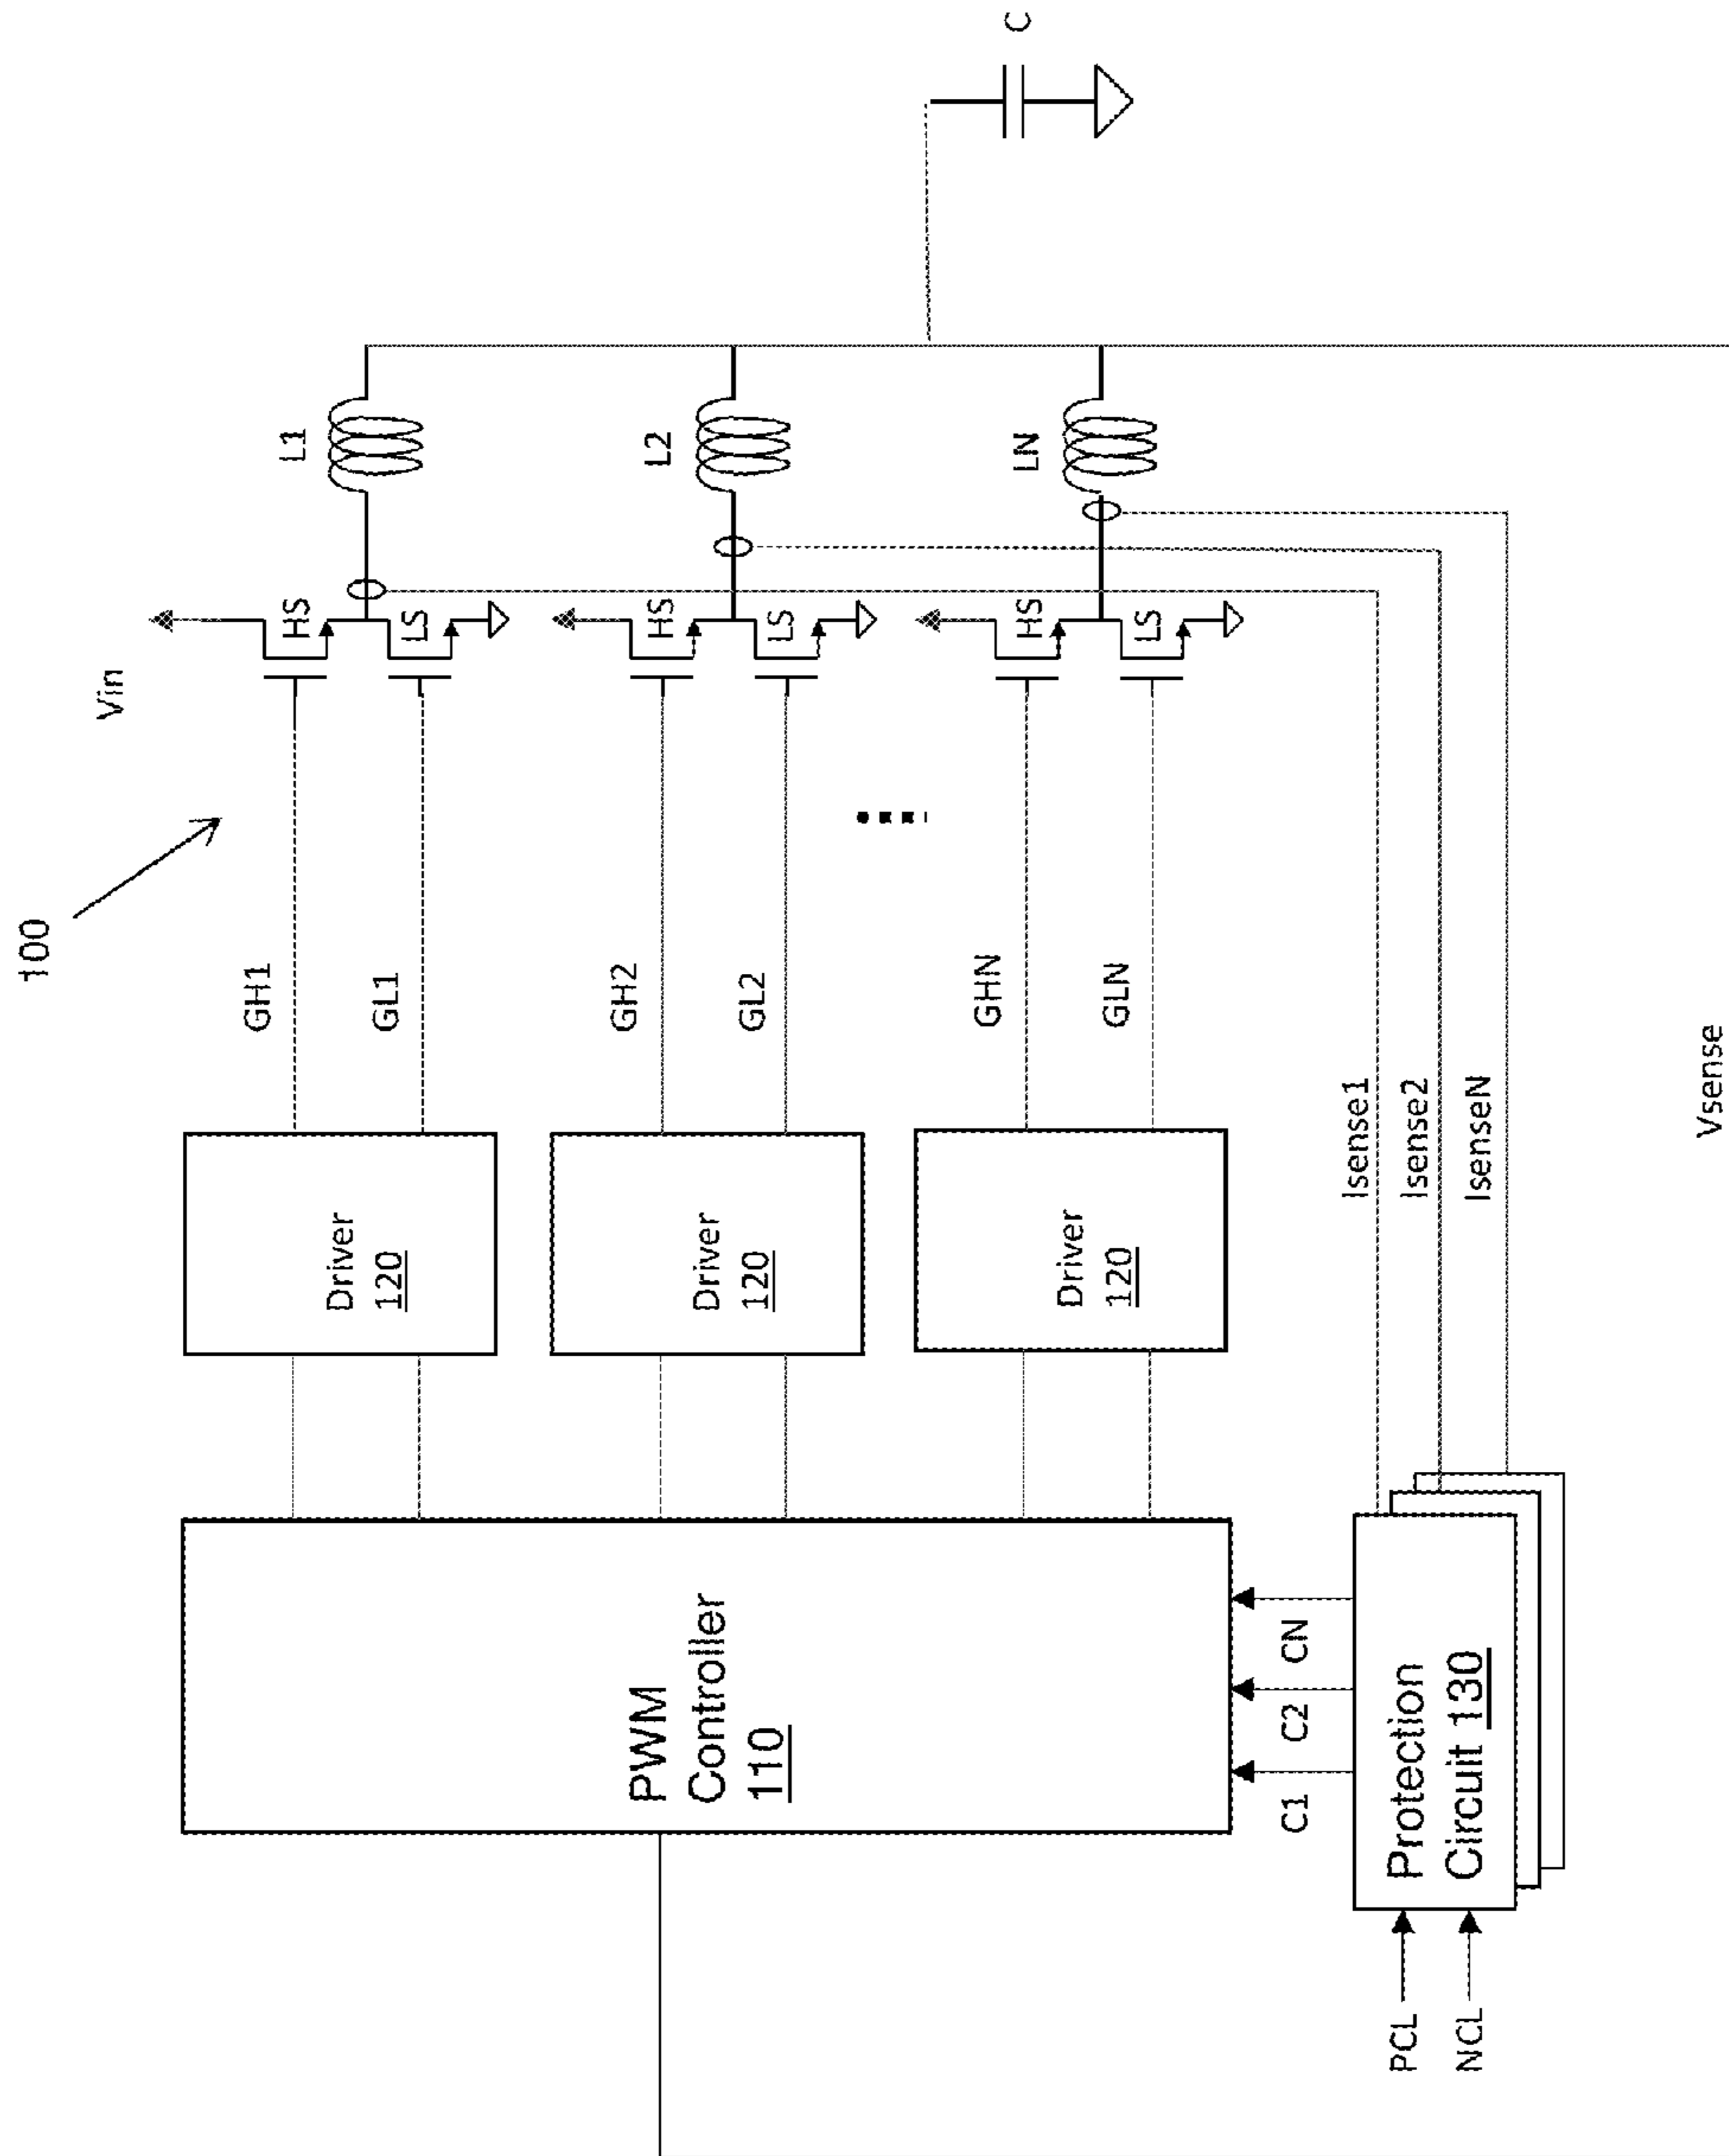 100
Vin
GH1
HS
L1
Driver
120
GL1
LS
C
GH2
HS
L2
Driver
120
GL2
LS
PWM
Controller
110
GHN
HS
LN
Driver
120
GLN
LS
C1
C2
CN
Isense1
Isense2
IsenseN
PCL
NCL
Protection
Circuit 130
Vsense